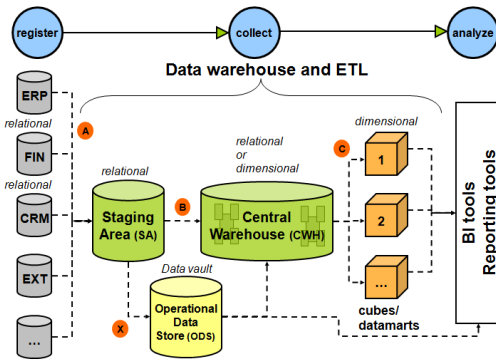 register
collect
analyze
Data warehouse and ETL
ERP
A
relational
FIN
relational
CRM
EXT
...
relational
Staging
Area (SA)
B
X
relational
or
dimensional
Central
Warehouse (CWH)
Data vault
Operational
Data
Store (ODS)
C
dimensional
1
2
...
cubes/
datamarts
BI tools
Reporting tools